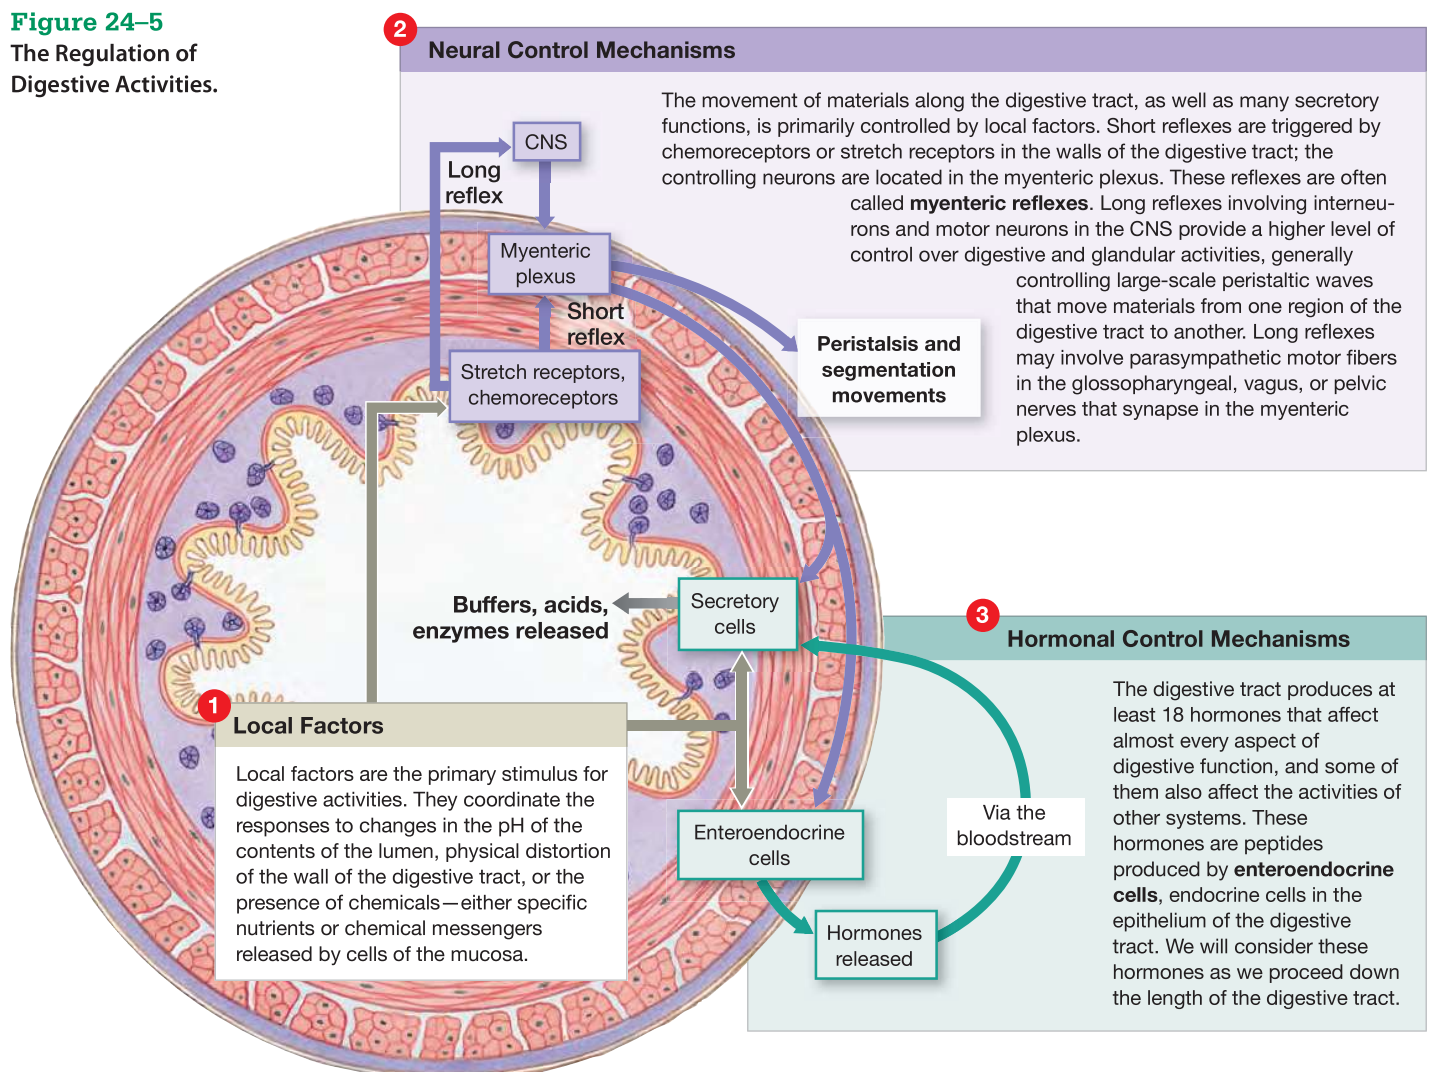 Figure 24–5
The Regulation of
Digestive Activities.
2
Neural Control Mechanisms
The movement of materials along the digestive tract, as well as many secretory
functions, is primarily controlled by local factors. Short reflexes are triggered by
chemoreceptors or stretch receptors in the walls of the digestive tract; the
controlling neurons are located in the myenteric plexus. These reflexes are often
called myenteric reflexes. Long reflexes involving interneu-
rons and motor neurons in the CNS provide a higher level of
control over digestive and glandular activities, generally
controlling large-scale peristaltic waves
that move materials from one region of the
digestive tract to another. Long reflexes
may involve parasympathetic motor fibers
in the glossopharyngeal, vagus, or pelvic
nerves that synapse in the myenteric
plexus.
CNS
Long
reflex
Myenteric
plexus
Short
reflex
Stretch receptors,
chemoreceptors
Peristalsis and
segmentation
movements
Buffers, acids,
enzymes released
Secretory
cells
1
Local Factors
Local factors are the primary stimulus for
digestive activities. They coordinate the
responses to changes in the pH of the
contents of the lumen, physical distortion
of the wall of the digestive tract, or the
presence of chemicals—either specific
nutrients or chemical messengers
released by cells of the mucosa.
Enteroendocrine
cells
Hormones
released
Via the
bloodstream
3
Hormonal Control Mechanisms
The digestive tract produces at
least 18 hormones that affect
almost every aspect of
digestive function, and some of
them also affect the activities of
other systems. These
hormones are peptides
produced by enteroendocrine
cells, endocrine cells in the
epithelium of the digestive
tract. We will consider these
hormones as we proceed down
the length of the digestive tract.